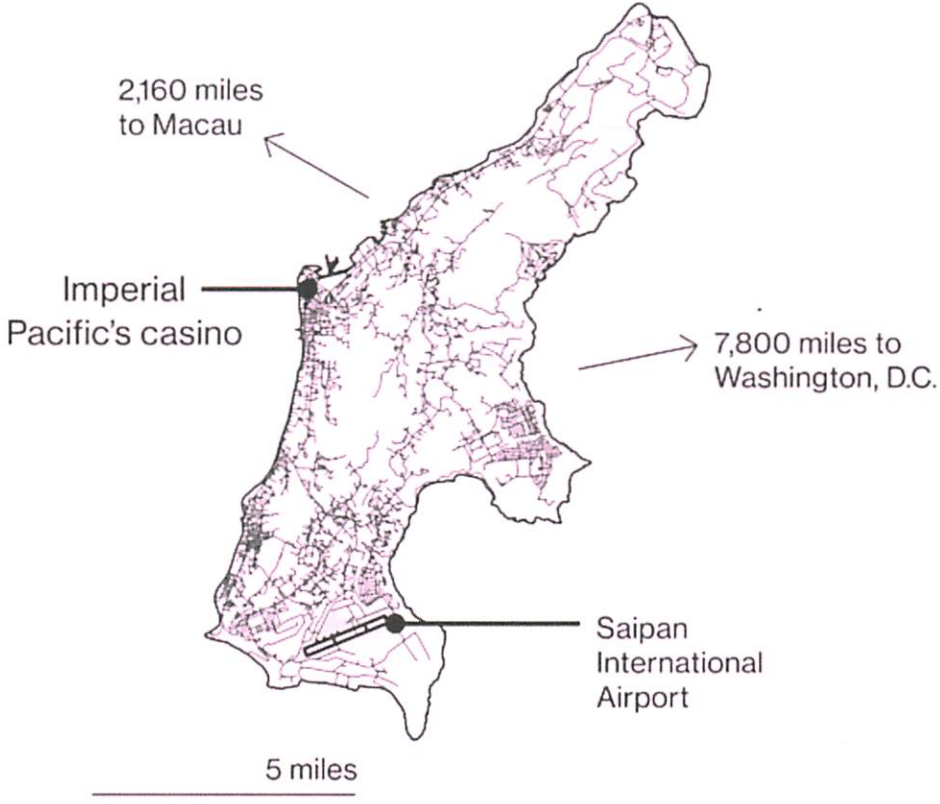 2,160 miles
to Macau
Imperial
Pacific's casino
7,800 miles to
Washington, D.C.
Saipan
International
Airport
5 miles